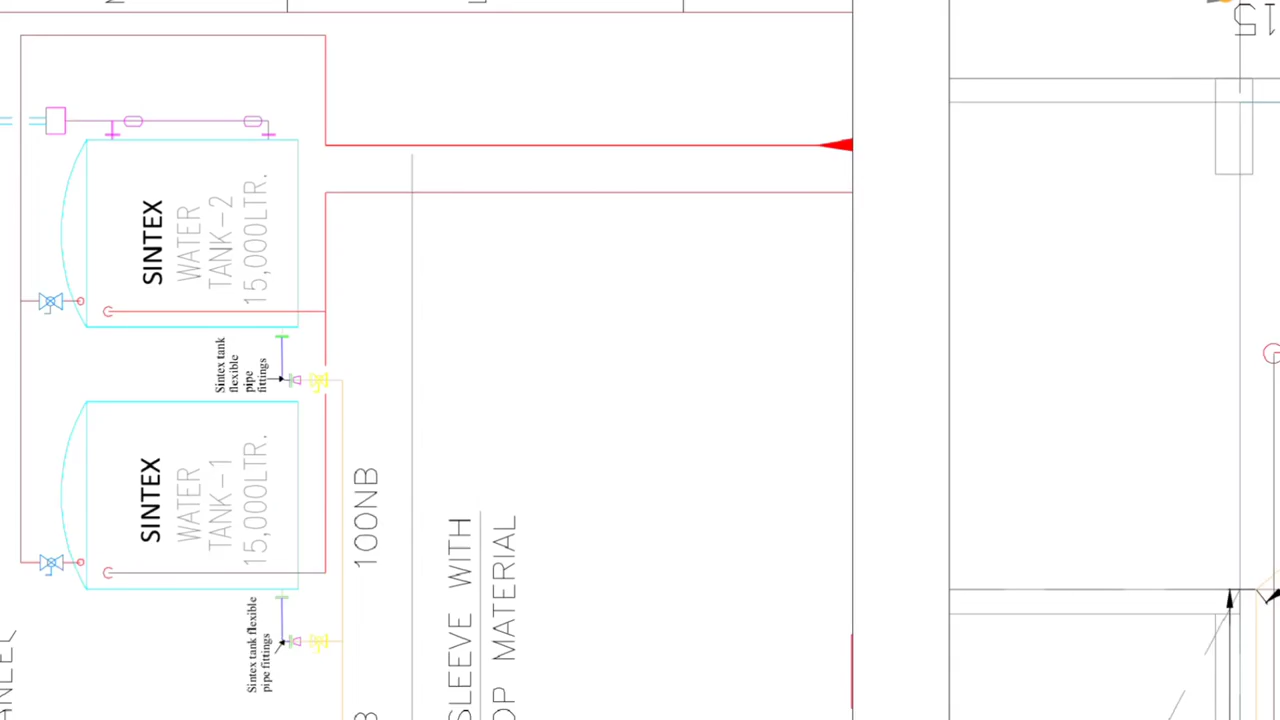 SINTEX
WATER
TANK-2
15,000LTR.
Sintex tank
flexible
pipe
fittings
SINTEX
WATER
TANK-1
15,000LTR.
Sintex tank flexible
pipe fittings
100NB
SLEEVE WITH
OP MATERIAL
15